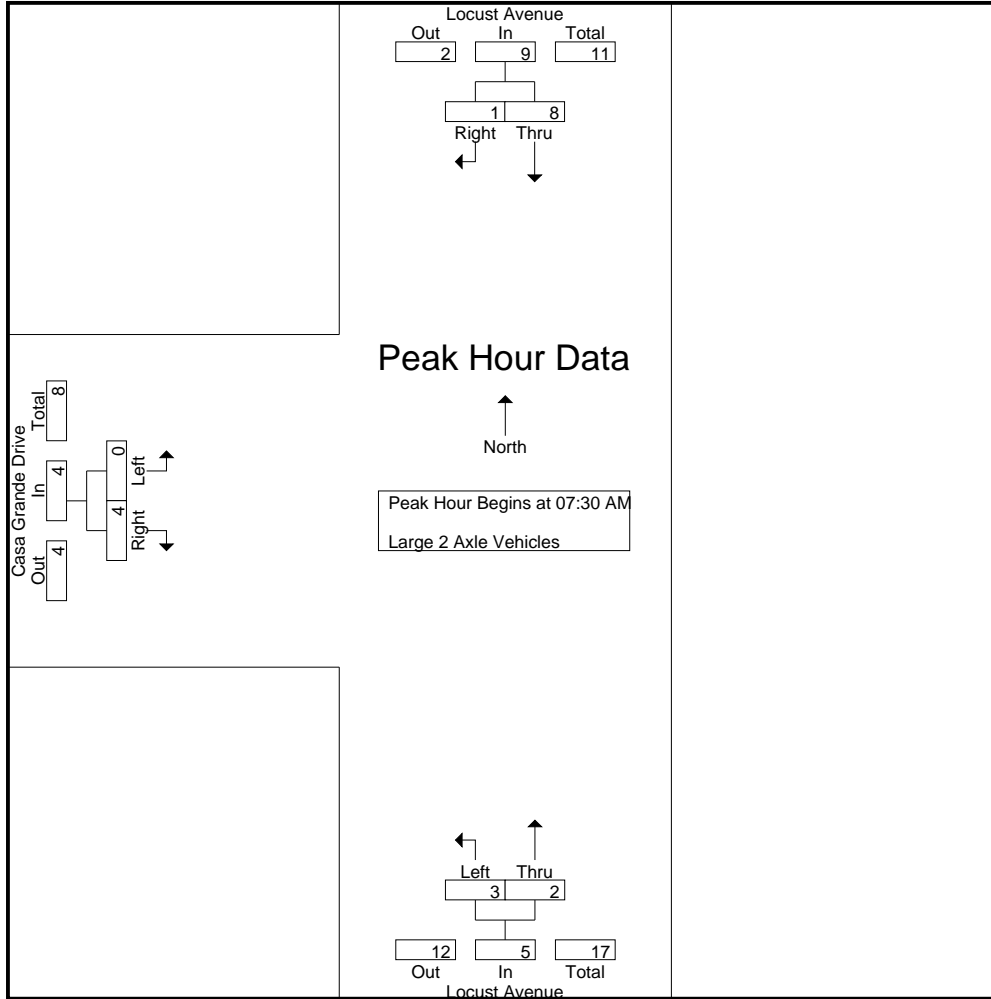 Locust Avenue
Out In Total
2 9 11
1 8
Right Thru
Peak Hour Data
North
Peak Hour Begins at 07:30 AM
Large 2 Axle Vehicles
Casa Grande Drive
Out In Total
4 4 8
Right Left
4 0
Left Thru
3 2
12 5 17
Out In Total
Locust Avenue